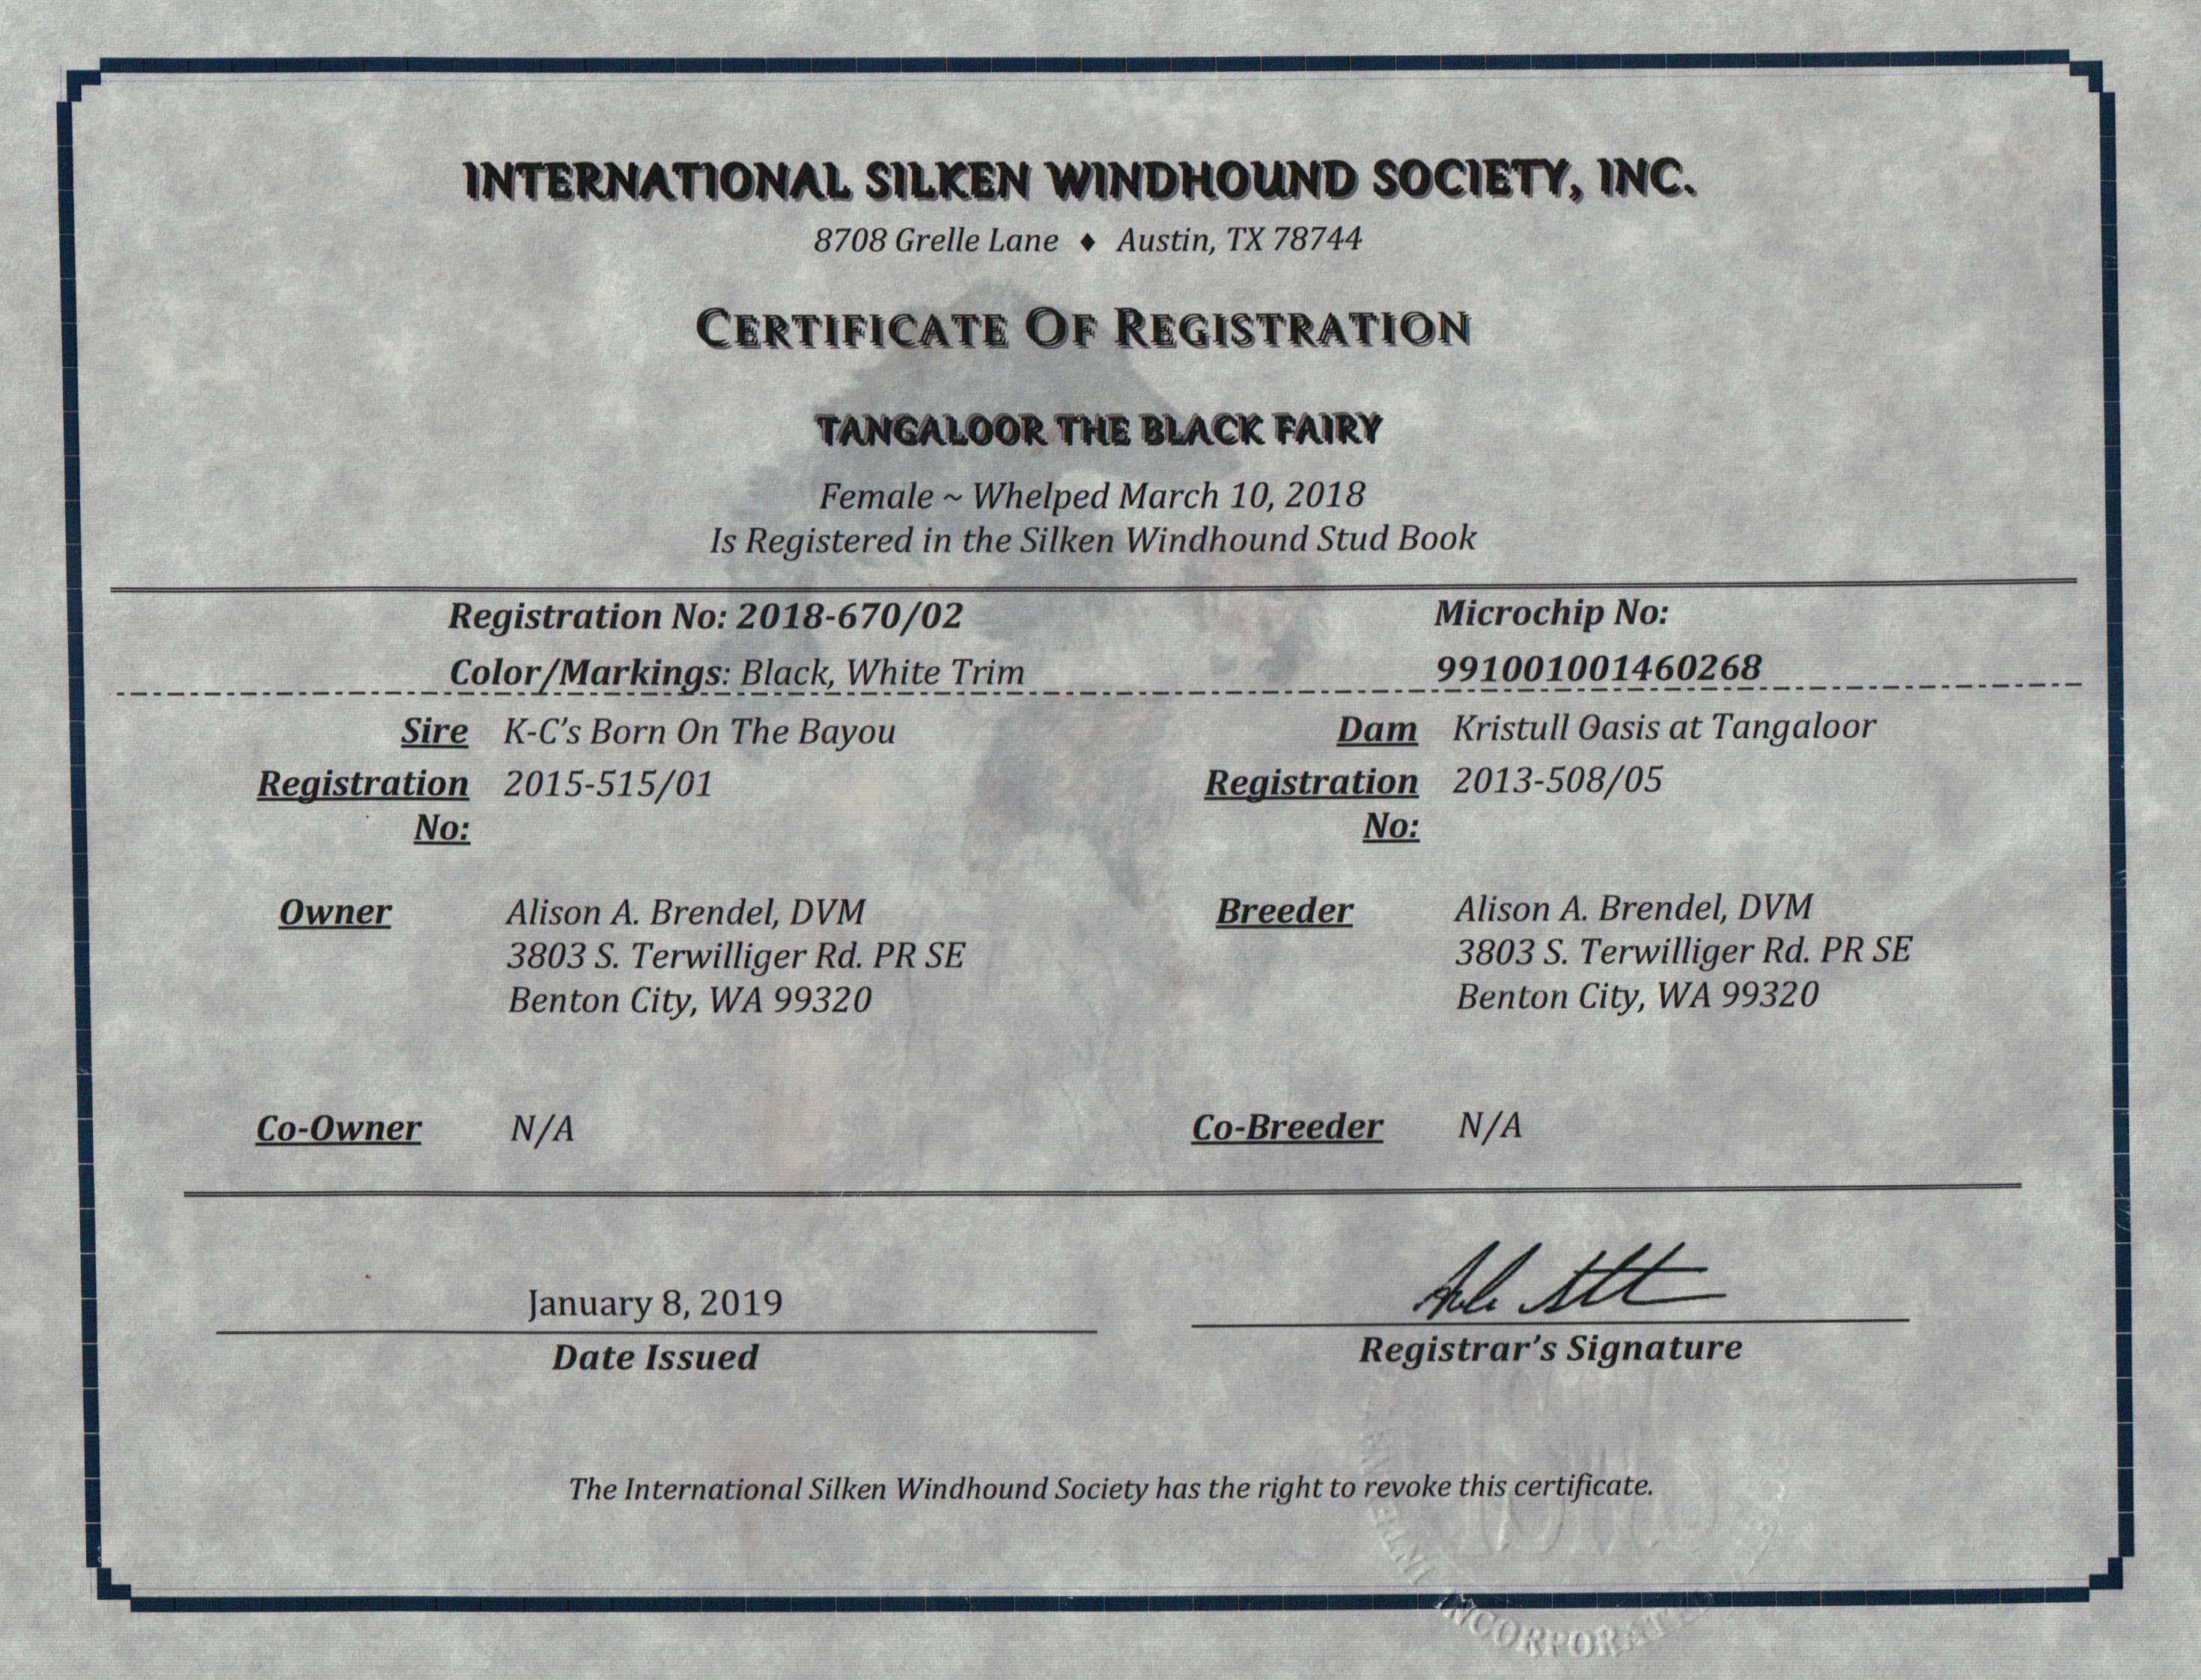 INTERNATIONAL SILKEN WINDHOUND SOCIETY, INC.
8708 Grelle Lane ♦ Austin, TX 78744
CERTIFICATE OF REGISTRATION
TANGALOOR THE BLACK FAIRY
Female ~ Whelped March 10, 2018
Is Registered in the Silken Windhound Stud Book
Registration No: 2018-670/02
Microchip No:
Color/Markings: Black, White Trim
991001001460268
Sire K-C's Born On The Bayou
Registration 2015-515/01
No:
Dam Kristull Oasis at Tangaloor
Registration 2013-508/05
No:
Owner Alison A. Brendel, DVM
3803 S. Terwilliger Rd. PR SE
Benton City, WA 99320
Breeder Alison A. Brendel, DVM
3803 S. Terwilliger Rd. PR SE
Benton City, WA 99320
Co-Owner N/A
Co-Breeder N/A
January 8, 2019
Date Issued
Registrar's Signature
The International Silken Windhound Society has the right to revoke this certificate.
INCORPORATED